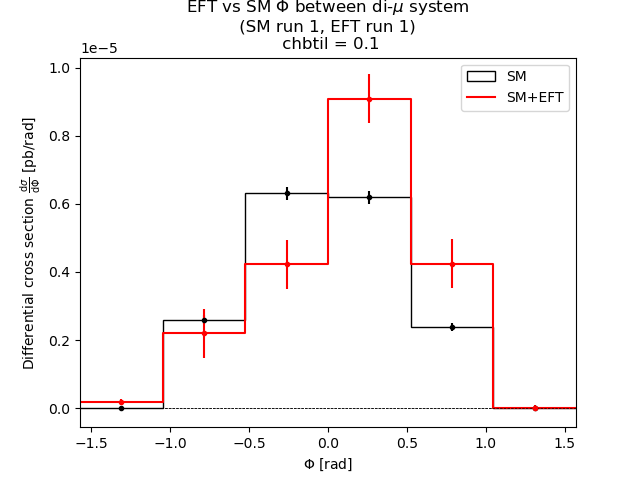 EFT vs SM Φ between di-μ system
(SM run 1, EFT run 1)
chbtil = 0.1
1e−5
SM
SM+EFT
1.0
0.8
0.6
0.4
0.2
0.0
Differential cross section dσ/dΦ [pb/rad]
−1.5 −1.0 −0.5 0.0 0.5 1.0 1.5
Φ [rad]